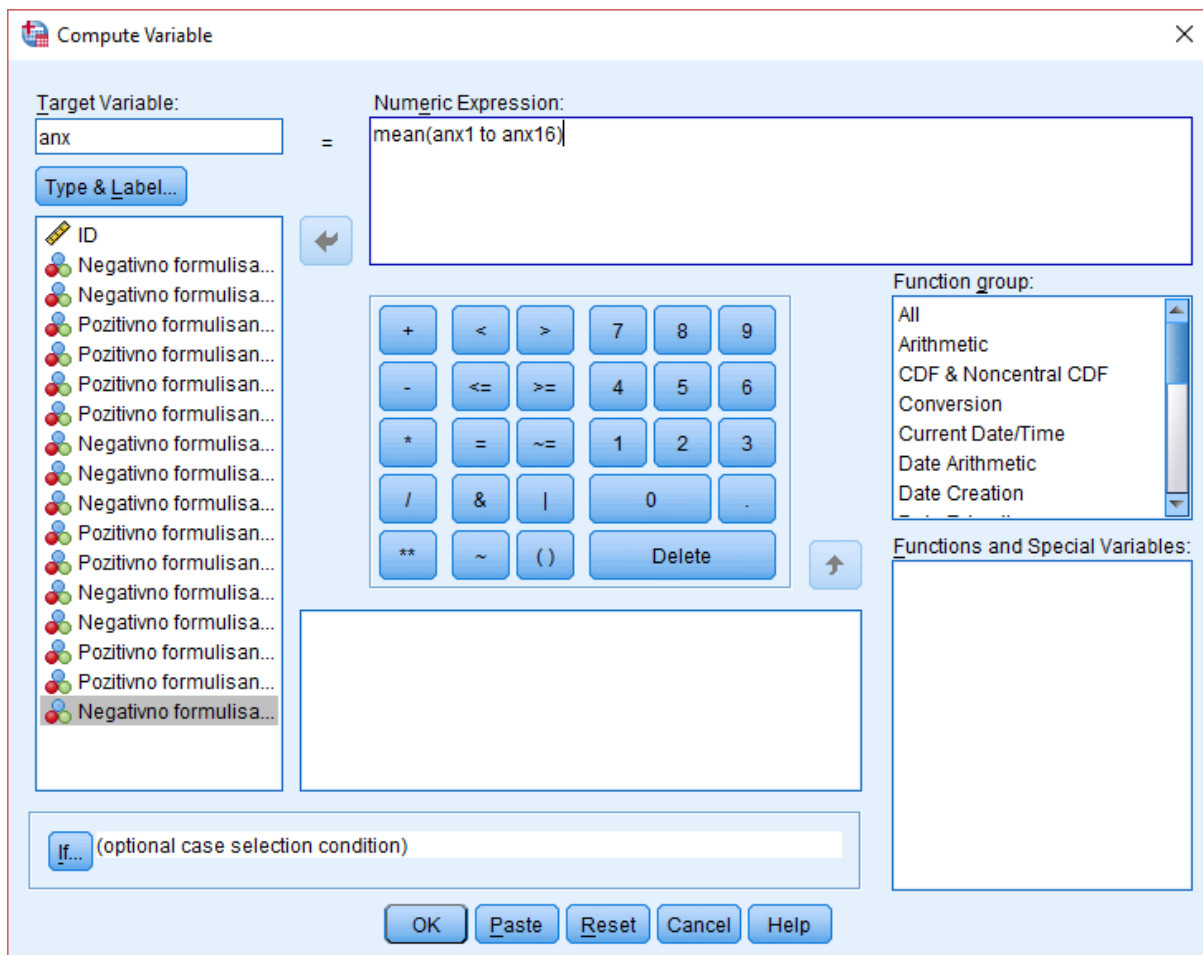 Compute Variable
Target Variable:
anx
=
Numeric Expression:
mean(anx1 to anx16)
Type & Label...
ID
Negativno formulisa...
Negativno formulisa...
Pozitivno formulisan...
Pozitivno formulisan...
Pozitivno formulisan...
Pozitivno formulisan...
Negativno formulisa...
Negativno formulisa...
Negativno formulisa...
Pozitivno formulisan...
Pozitivno formulisan...
Negativno formulisa...
Negativno formulisa...
Pozitivno formulisan...
Pozitivno formulisan...
Negativno formulisa...
+ < > 7 8 9
- <= >= 4 5 6
* = ~= 1 2 3
/ & | 0 .
** ~ ( ) Delete
Function group:
All
Arithmetic
CDF & Noncentral CDF
Conversion
Current Date/Time
Date Arithmetic
Date Creation
Functions and Special Variables:
If... (optional case selection condition)
OK Paste Reset Cancel Help